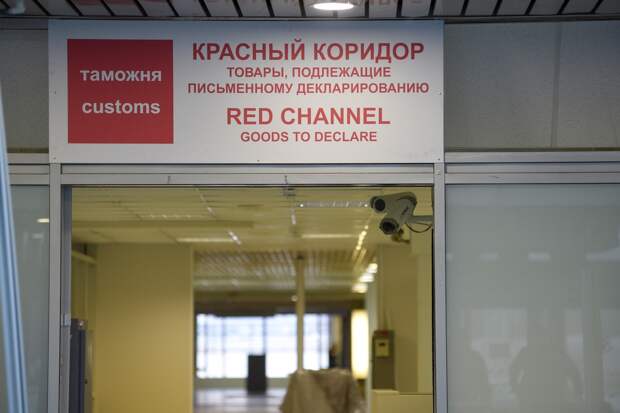 таможня
customs
КРАСНЫЙ КОРИДОР
ТОВАРЫ, ПОДЛЕЖАЩИЕ
ПИСЬМЕННОМУ ДЕКЛАРИРОВАНИЮ
RED CHANNEL
GOODS TO DECLARE